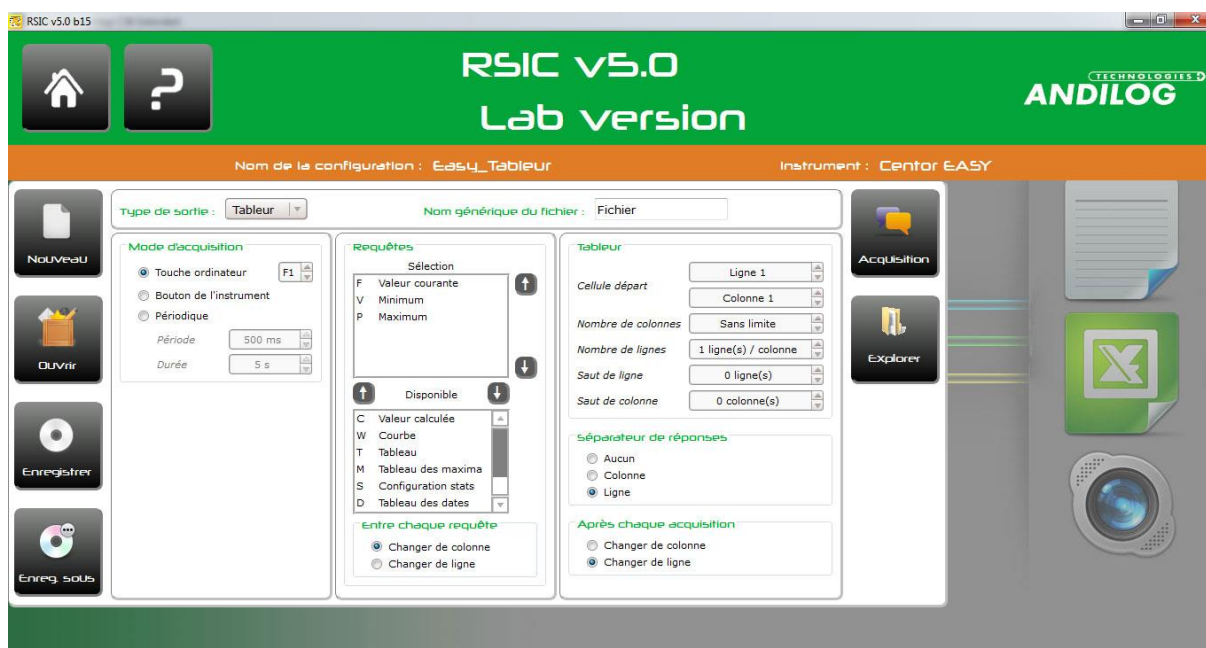 RSIC v5.0 b15
RSIC v5.0
Lab version
TECHNOLOGIES
ANDILOG
Nom de la configuration : Easy_Tableur
Instrument : Centor EASY
Nouveau
Ouvrir
Enregistrer
Enreg. sous
Type de sortie : Tableur
Nom générique du fichier : Fichier
Mode d'acquisition
Touche ordinateur F1
Bouton de l'instrument
Périodique
Période 500 ms
Durée 5 s
Requêtes
Sélection
F Valeur courante
V Minimum
P Maximum
Disponible
C Valeur calculée
W Courbe
T Tableau
M Tableau des maxima
S Configuration stats
D Tableau des dates
Entre chaque requête
Changer de colonne
Changer de ligne
Tableur
Cellule départ
Ligne 1
Colonne 1
Nombre de colonnes Sans limite
Nombre de lignes 1 ligne(s) / colonne
Saut de ligne 0 ligne(s)
Saut de colonne 0 colonne(s)
Séparateur de réponses
Aucun
Colonne
Ligne
Après chaque acquisition
Changer de colonne
Changer de ligne
Acquisition
Explorer